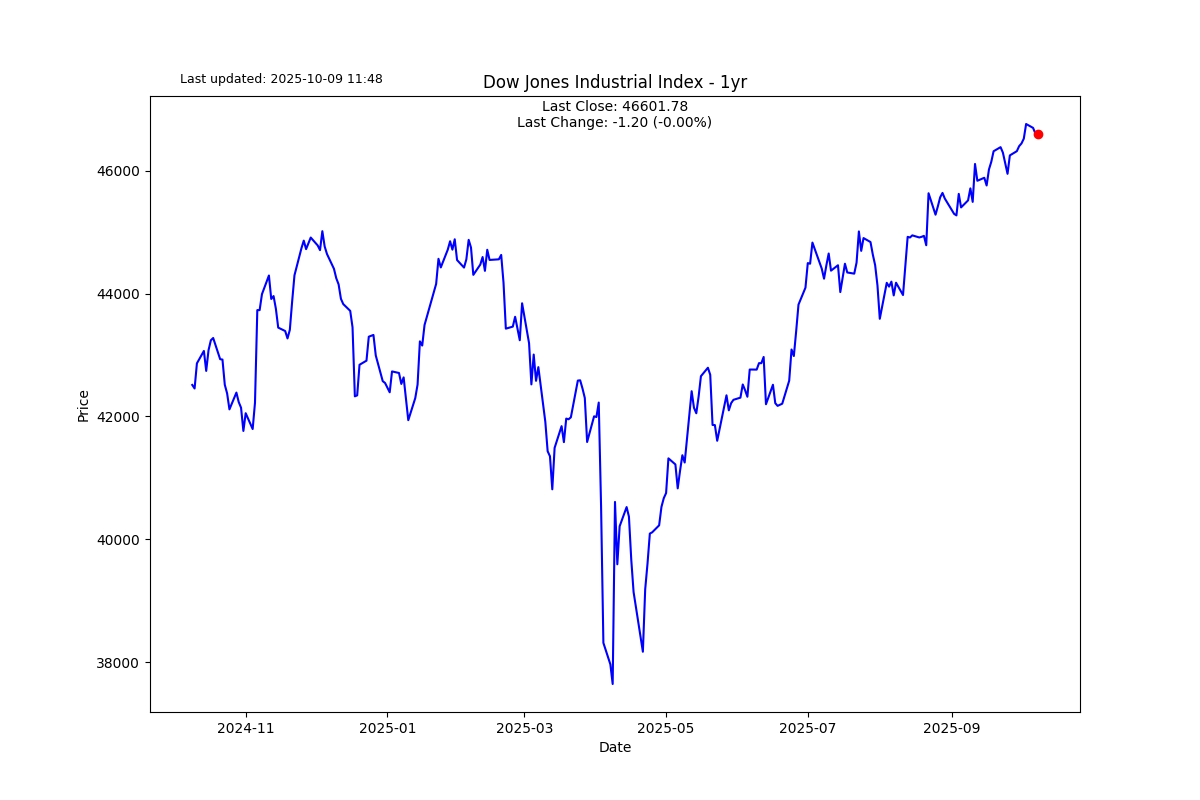 Last updated: 2025-10-09 11:48
Dow Jones Industrial Index - 1yr
Last Close: 46601.78
Last Change: -1.20 (-0.00%)
46000
44000
42000
40000
38000
Price
2024-11
2025-01
2025-03
2025-05
2025-07
2025-09
Date